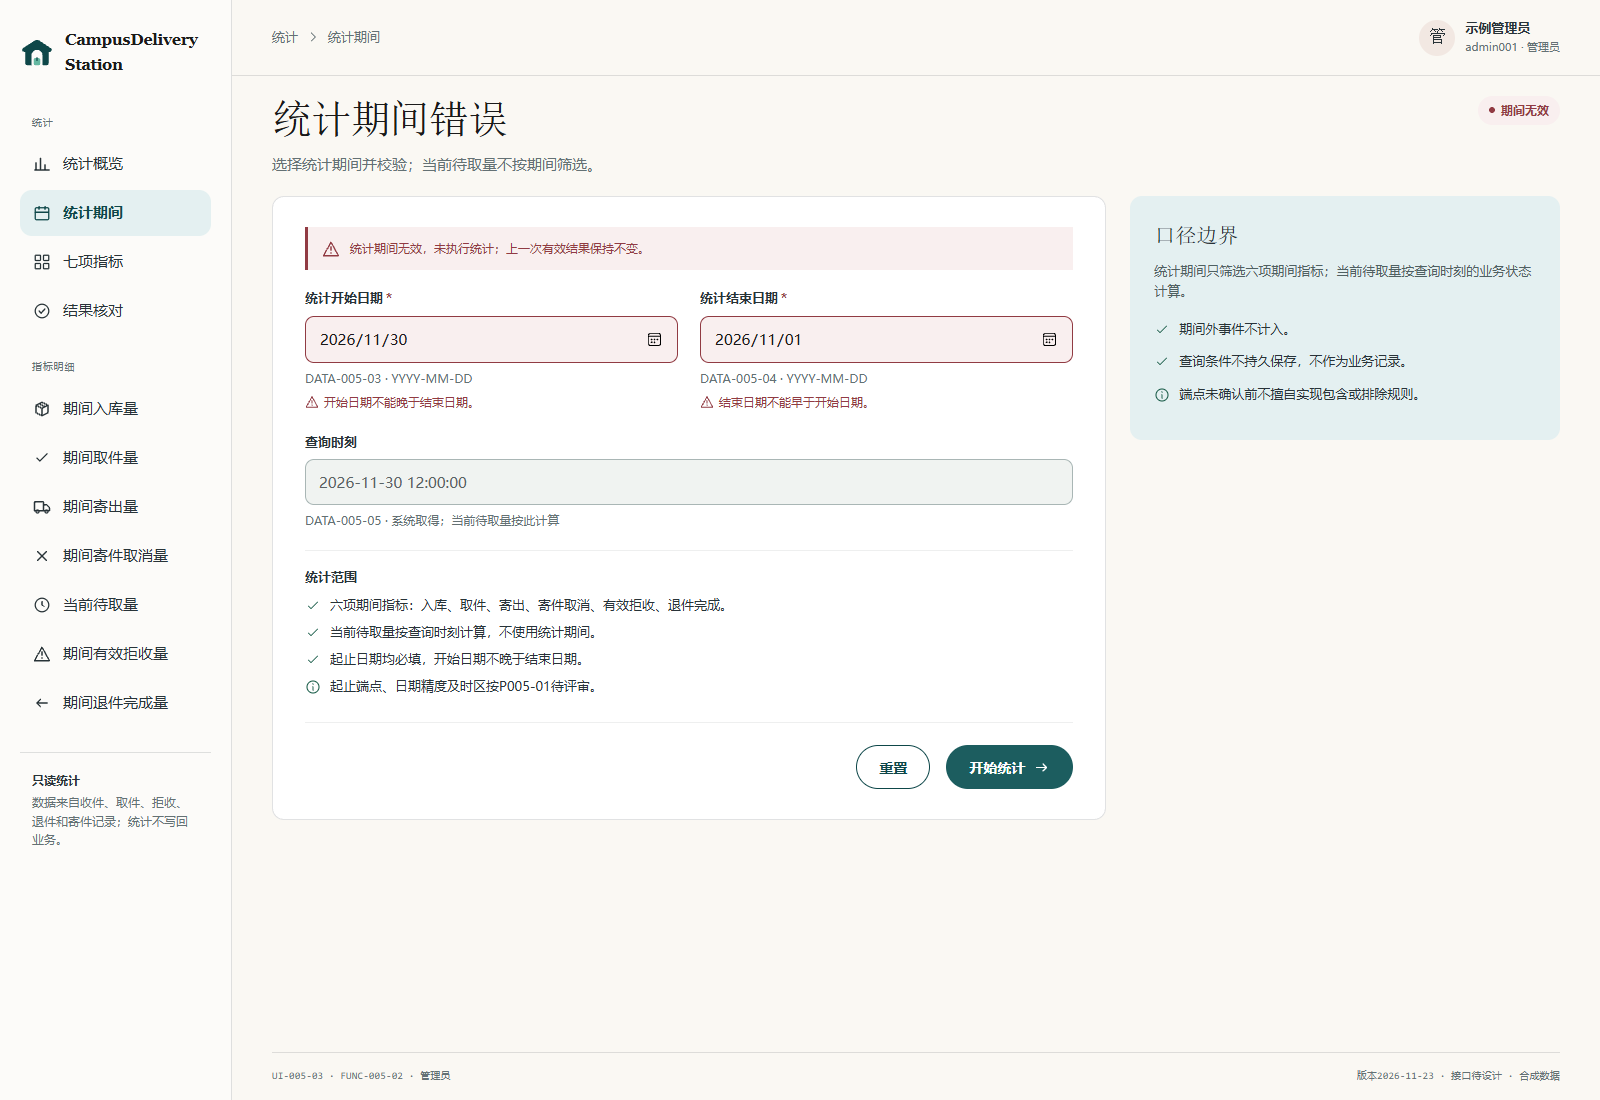 CampusDelivery
Station
统计
统计概览
统计期间
七项指标
结果核对
指标明细
期间入库量
期间取件量
期间寄出量
期间寄件取消量
当前待取量
期间有效拒收量
期间退件完成量
只读统计
数据来自收件、取件、拒收、
退件和寄件记录；统计不写回
业务。
统计 > 统计期间
管
示例管理员
admin001 · 管理员
统计期间错误
期间无效
选择统计期间并校验；当前待取量不按期间筛选。
统计期间无效，未执行统计；上一次有效结果保持不变。
统计开始日期 *
2026/11/30
DATA-005-03 · YYYY-MM-DD
开始日期不能晚于结束日期。
统计结束日期 *
2026/11/01
DATA-005-04 · YYYY-MM-DD
结束日期不能早于开始日期。
查询时刻
2026-11-30 12:00:00
DATA-005-05 · 系统取得；当前待取量按此计算
统计范围
六项期间指标：入库、取件、寄出、寄件取消、有效拒收、退件完成。
当前待取量按查询时刻计算，不使用统计期间。
起止日期均必填，开始日期不晚于结束日期。
起止端点、日期精度及时区按P005-01待评审。
重置
开始统计 →
口径边界
统计期间只筛选六项期间指标；当前待取量按查询时刻的业务状态
计算。
期间外事件不计入。
查询条件不持久保存，不作为业务记录。
端点未确认前不擅自实现包含或排除规则。
UI-005-03 · FUNC-005-02 · 管理员
版本2026-11-23 · 接口待设计 · 合成数据